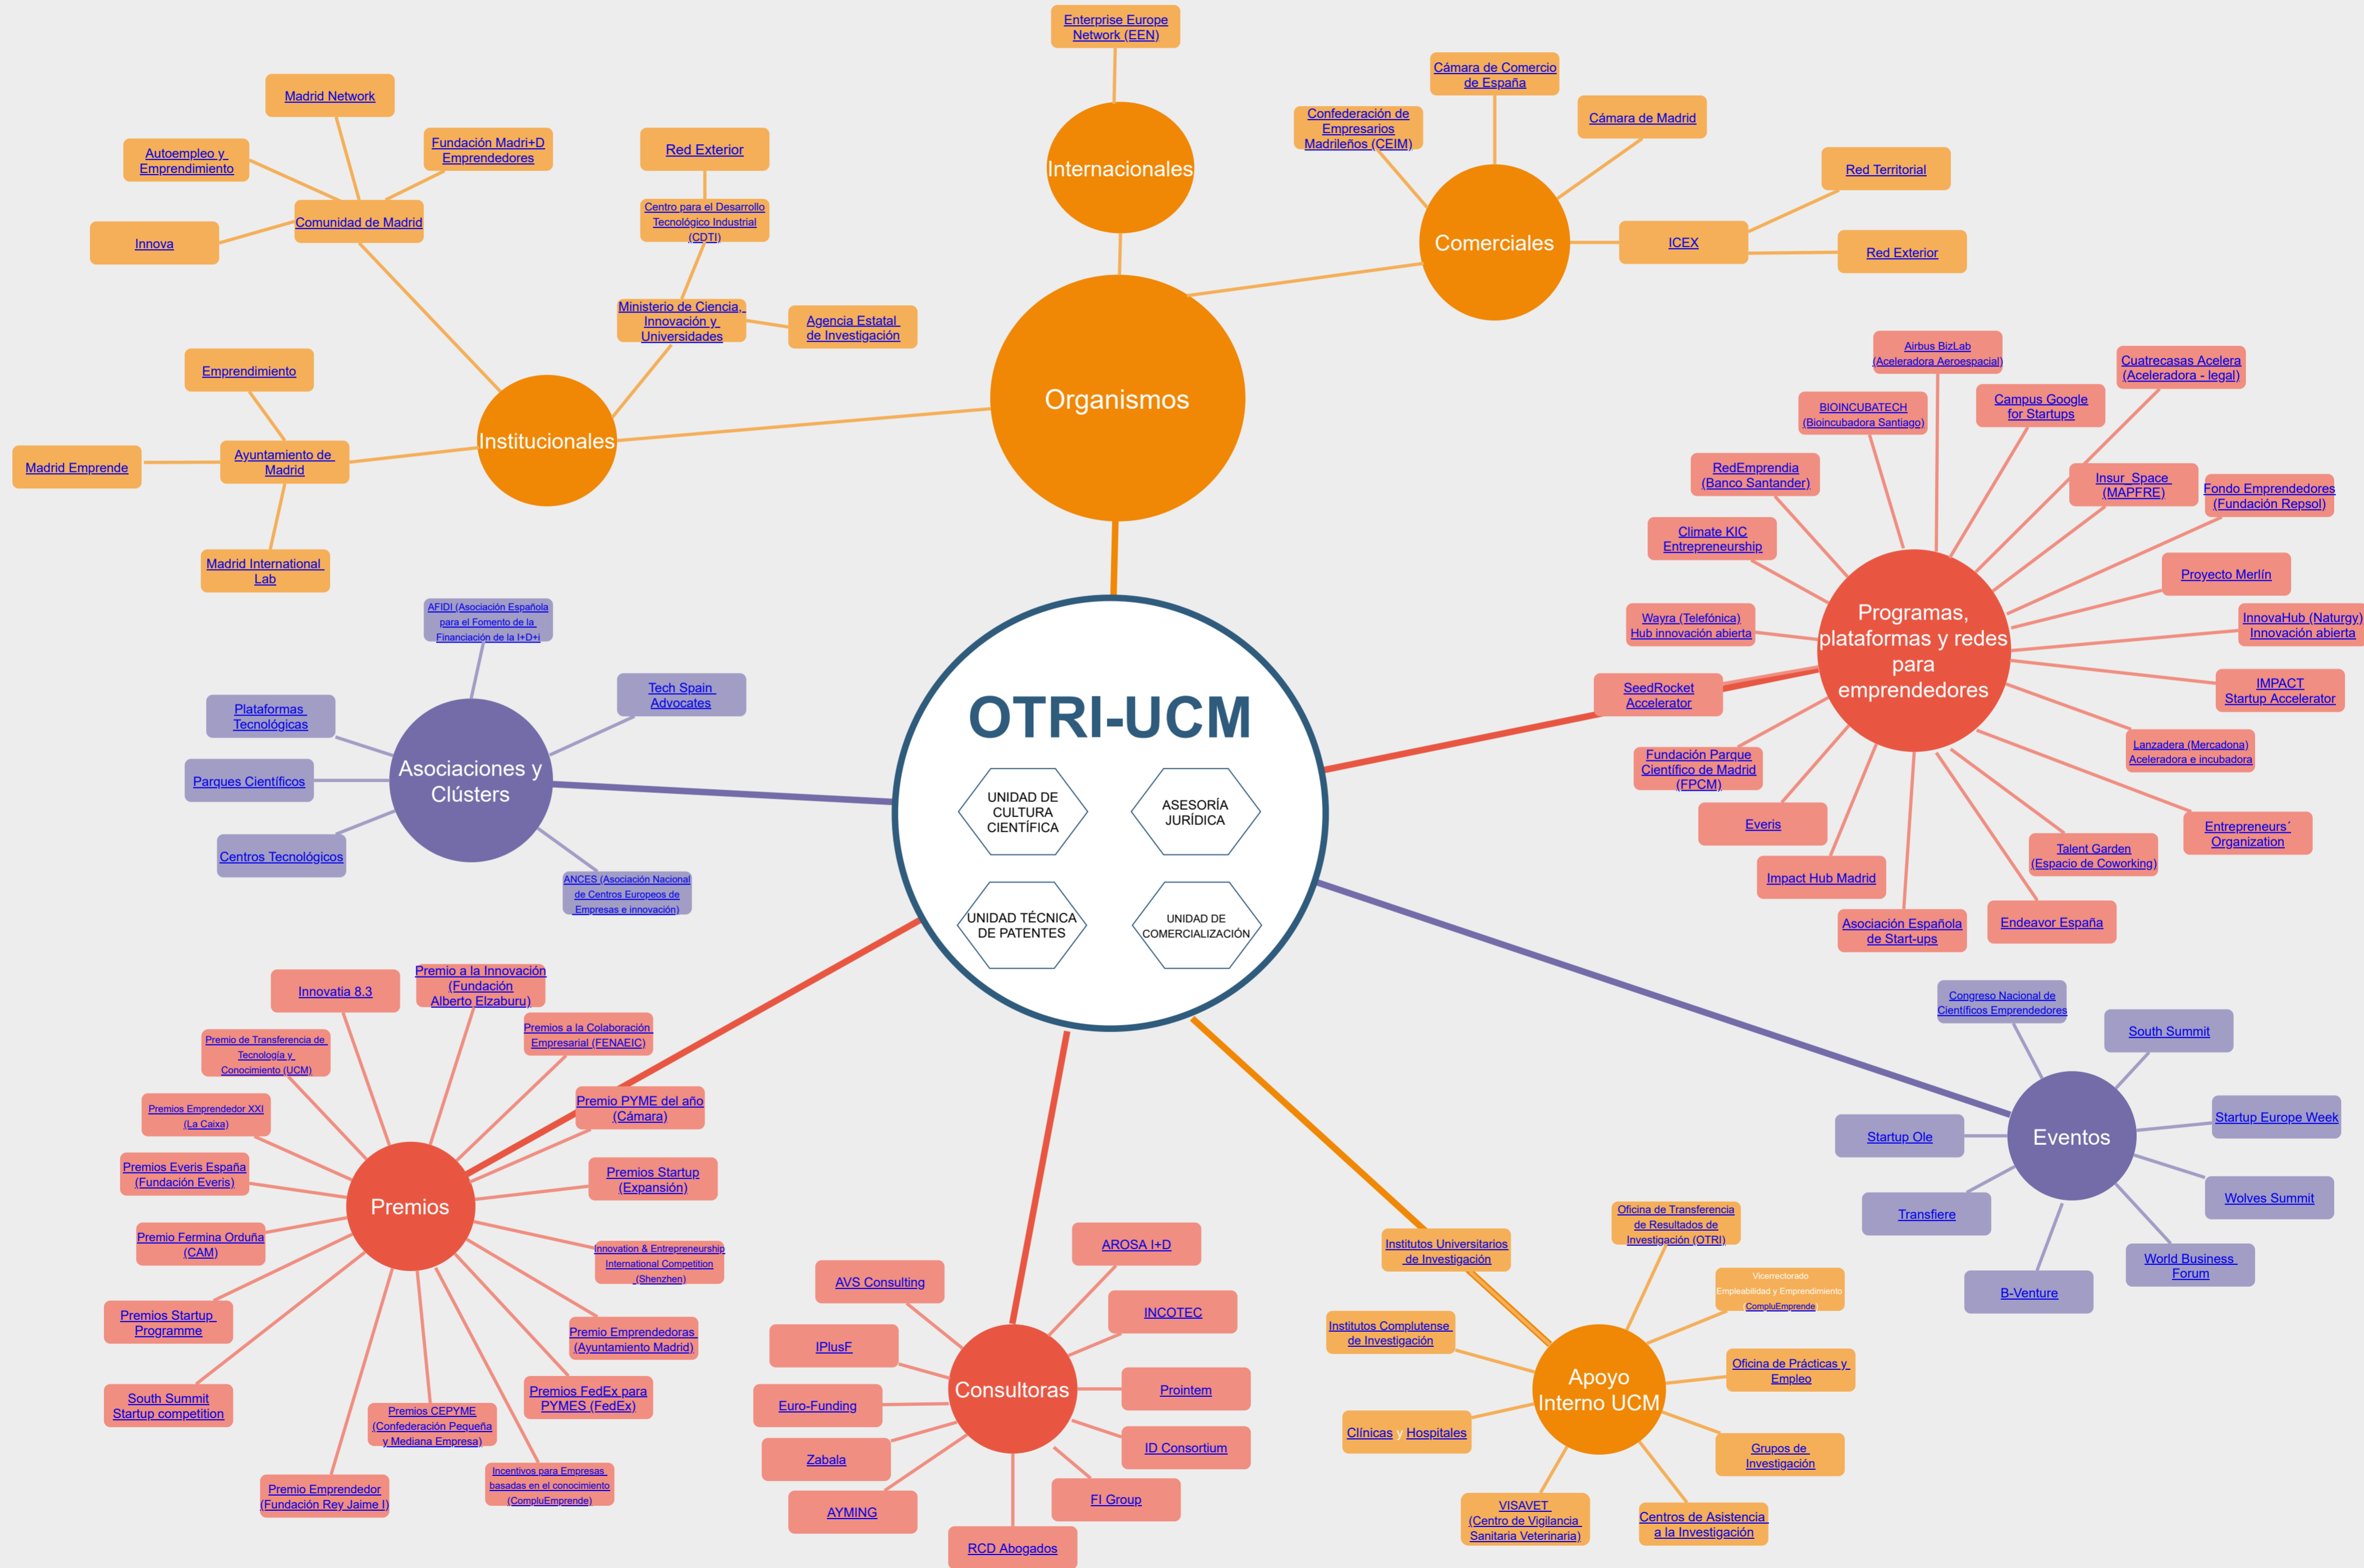 Enterprise Europe
Network (EEN)
Internacionales
Cámara de Comercio
de España
Confederación de
Empresarios
Madrileños (CEIM)
Cámara de Madrid
Comerciales
ICEX
Red Territorial
Red Exterior
Madrid Network
Autoempleo y
Emprendimiento
Fundación Madri+D
Emprendedores
Innova
Comunidad de Madrid
Red Exterior
Centro para el Desarrollo
Tecnológico Industrial
(CDTI)
Ministerio de Ciencia,
Innovación y
Universidades
Agencia Estatal
de Investigación
Emprendimiento
Madrid Emprende
Ayuntamiento de
Madrid
Madrid International
Lab
Institucionales
Organismos
Airbus BizLab
(Aceleradora Aeroespacial)
Cuatrecasas Acelera
(Aceleradora - legal)
BIOINCUBATECH
(Bioincubadora Santiago)
Campus Google
for Startups
RedEmprendia
(Banco Santander)
Insur_Space
(MAPFRE)
Fondo Emprendedores
(Fundación Repsol)
Climate KIC
Entrepreneurship
Proyecto Merlín
Wayra (Telefónica)
Hub innovación abierta
InnovaHub (Naturgy)
Innovación abierta
Programas,
plataformas y redes
para
emprendedores
SeedRocket
Accelerator
IMPACT
Startup Accelerator
Fundación Parque
Científico de Madrid
(FPCM)
Lanzadera (Mercadona)
Aceleradora e incubadora
Everis
Entrepreneurs´
Organization
Impact Hub Madrid
Talent Garden
(Espacio de Coworking)
Asociación Española
de Start-ups
Endeavor España
AFIDI (Asociación Española
para el Fomento de la
Financiación de la I+D+i
Plataformas
Tecnológicas
Tech Spain
Advocates
Parques Científicos
Asociaciones y
Clústers
Centros Tecnológicos
ANCES (Asociación Nacional
de Centros Europeos de
Empresas e innovación)
OTRI-UCM
UNIDAD DE
CULTURA
CIENTÍFICA
ASESORÍA
JURÍDICA
UNIDAD TÉCNICA
DE PATENTES
UNIDAD DE
COMERCIALIZACIÓN
Innovatia 8.3
Premio a la Innovación
(Fundación
Alberto Elzaburu)
Premios a la Colaboración
Empresarial (FENAEIC)
Premio de Transferencia de
Tecnología y
Conocimiento (UCM)
Premio PYME del año
(Cámara)
Premios Emprendedor XXI
(La Caixa)
Premios Everis España
(Fundación Everis)
Premios Startup
(Expansión)
Premios
Premio Fermina Orduña
(CAM)
Innovation & Entrepreneurship
International Competition
(Shenzhen)
Premios Startup
Programme
Premio Emprendedoras
(Ayuntamiento Madrid)
South Summit
Startup competition
Premios FedEx para
PYMES (FedEx)
Premios CEPYME
(Confederación Pequeña
y Mediana Empresa)
Premio Emprendedor
(Fundación Rey Jaime I)
Incentivos para Empresas
basadas en el conocimiento
(CompluEmprende)
AROSA I+D
AVS Consulting
INCOTEC
IPlusF
Consultoras
Prointem
Euro-Funding
ID Consortium
Zabala
FI Group
AYMING
RCD Abogados
Oficina de Transferencia
de Resultados de
Investigación (OTRI)
Institutos Universitarios
de Investigación
Vicerrectorado
Empleabilidad y Emprendimiento
(CompluEmprende)
Institutos Complutense
de Investigación
Oficina de Prácticas y
Empleo
Apoyo
Interno UCM
Clínicas y Hospitales
Grupos de
Investigación
VISAVET
(Centro de Vigilancia
Sanitaria Veterinaria)
Centros de Asistencia
a la Investigación
Congreso Nacional de
Científicos Emprendedores
South Summit
Startup Ole
Eventos
Startup Europe Week
Transfiere
Wolves Summit
B-Venture
World Business
Forum